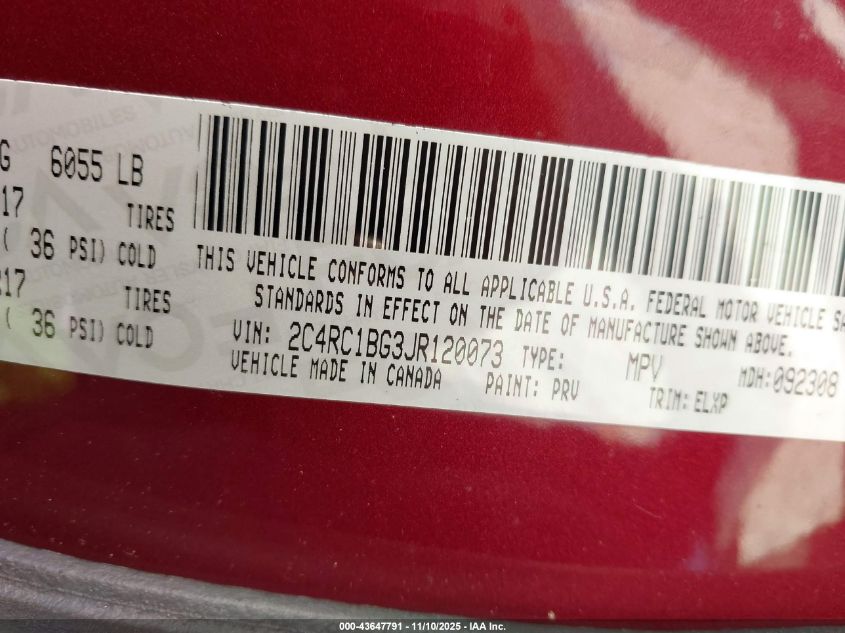 G 6055 LB
17 TIRES
( 36 PSI) COLD
R17 TIRES
( 36 PSI) COLD
THIS VEHICLE CONFORMS TO ALL APPLICABLE U.S.A. FEDERAL MOTOR VEHICLE SA
STANDARDS IN EFFECT ON THE DATE OF MANUFACTURE SHOWN ABOVE.
VIN: 2C4RC1BG3JR120073 TYPE: MPV MDH:092308
VEHICLE MADE IN CANADA PAINT: PRV TRIM: ELXP
000-43647791 - 11/10/2025 - IAA Inc.